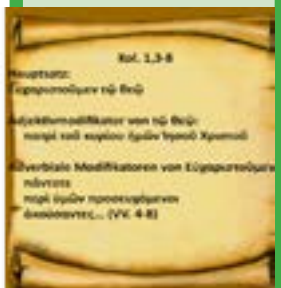 Kol. 1,3-8
Hauptsatz:
Εὐχαριστοῦμεν τῷ θεῷ
Adjektivmodifikator von τῷ θεῷ:
πατρὶ τοῦ κυρίου ἡμῶν Ἰησοῦ Χριστοῦ
Adverbiale Modifikatoren von Εὐχαριστοῦμεν
πάντοτε
περὶ ὑμῶν προσευχόμενοι
ἀκούσαντες... (VV. 4-8)